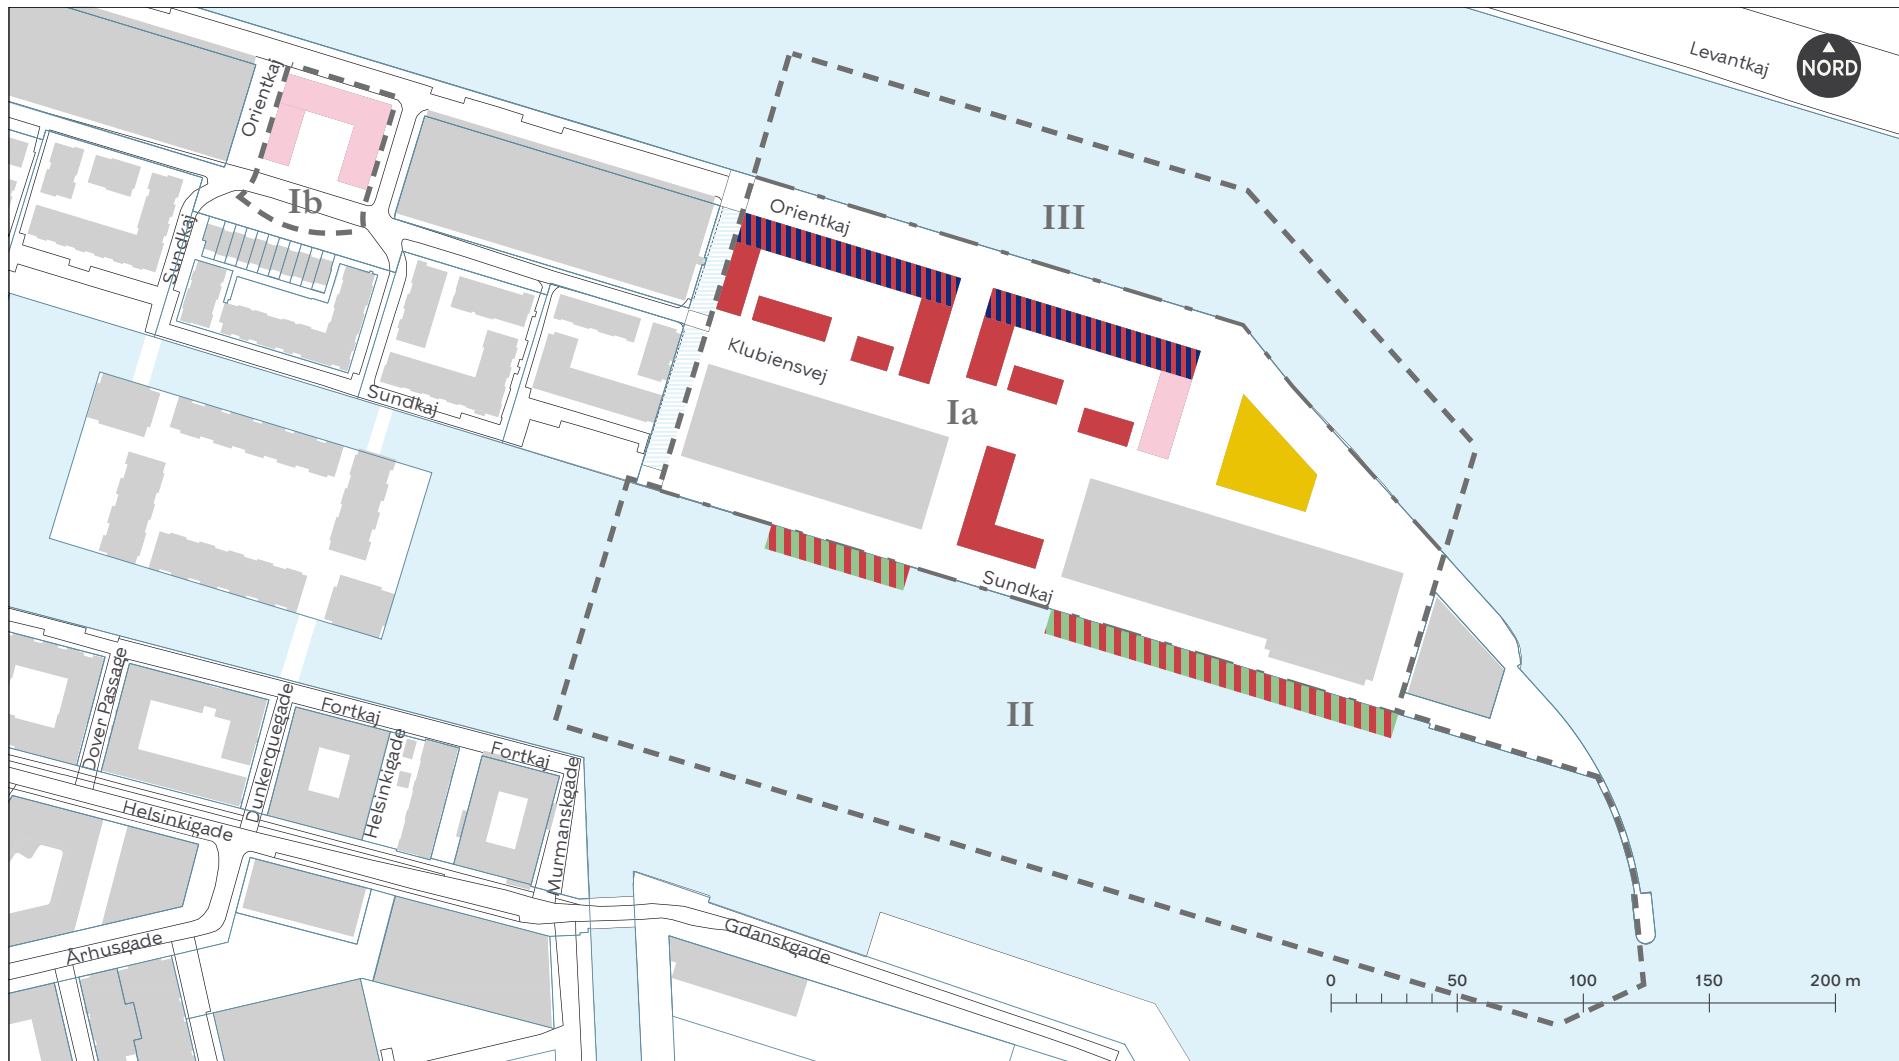 Levantkaj
NORD
Orientkaj
Ib
Sundkaj
III
Orientkaj
Klubiensvej
Ia
Sundkaj
Sundkaj
II
Dover Passage
Dunkerquegade
Fortkaj
Helsinkigade
Fortkaj
Murmanskgade
Helsinkigade
Århusgade
Gdanskgade
0 50 100 150 200 m